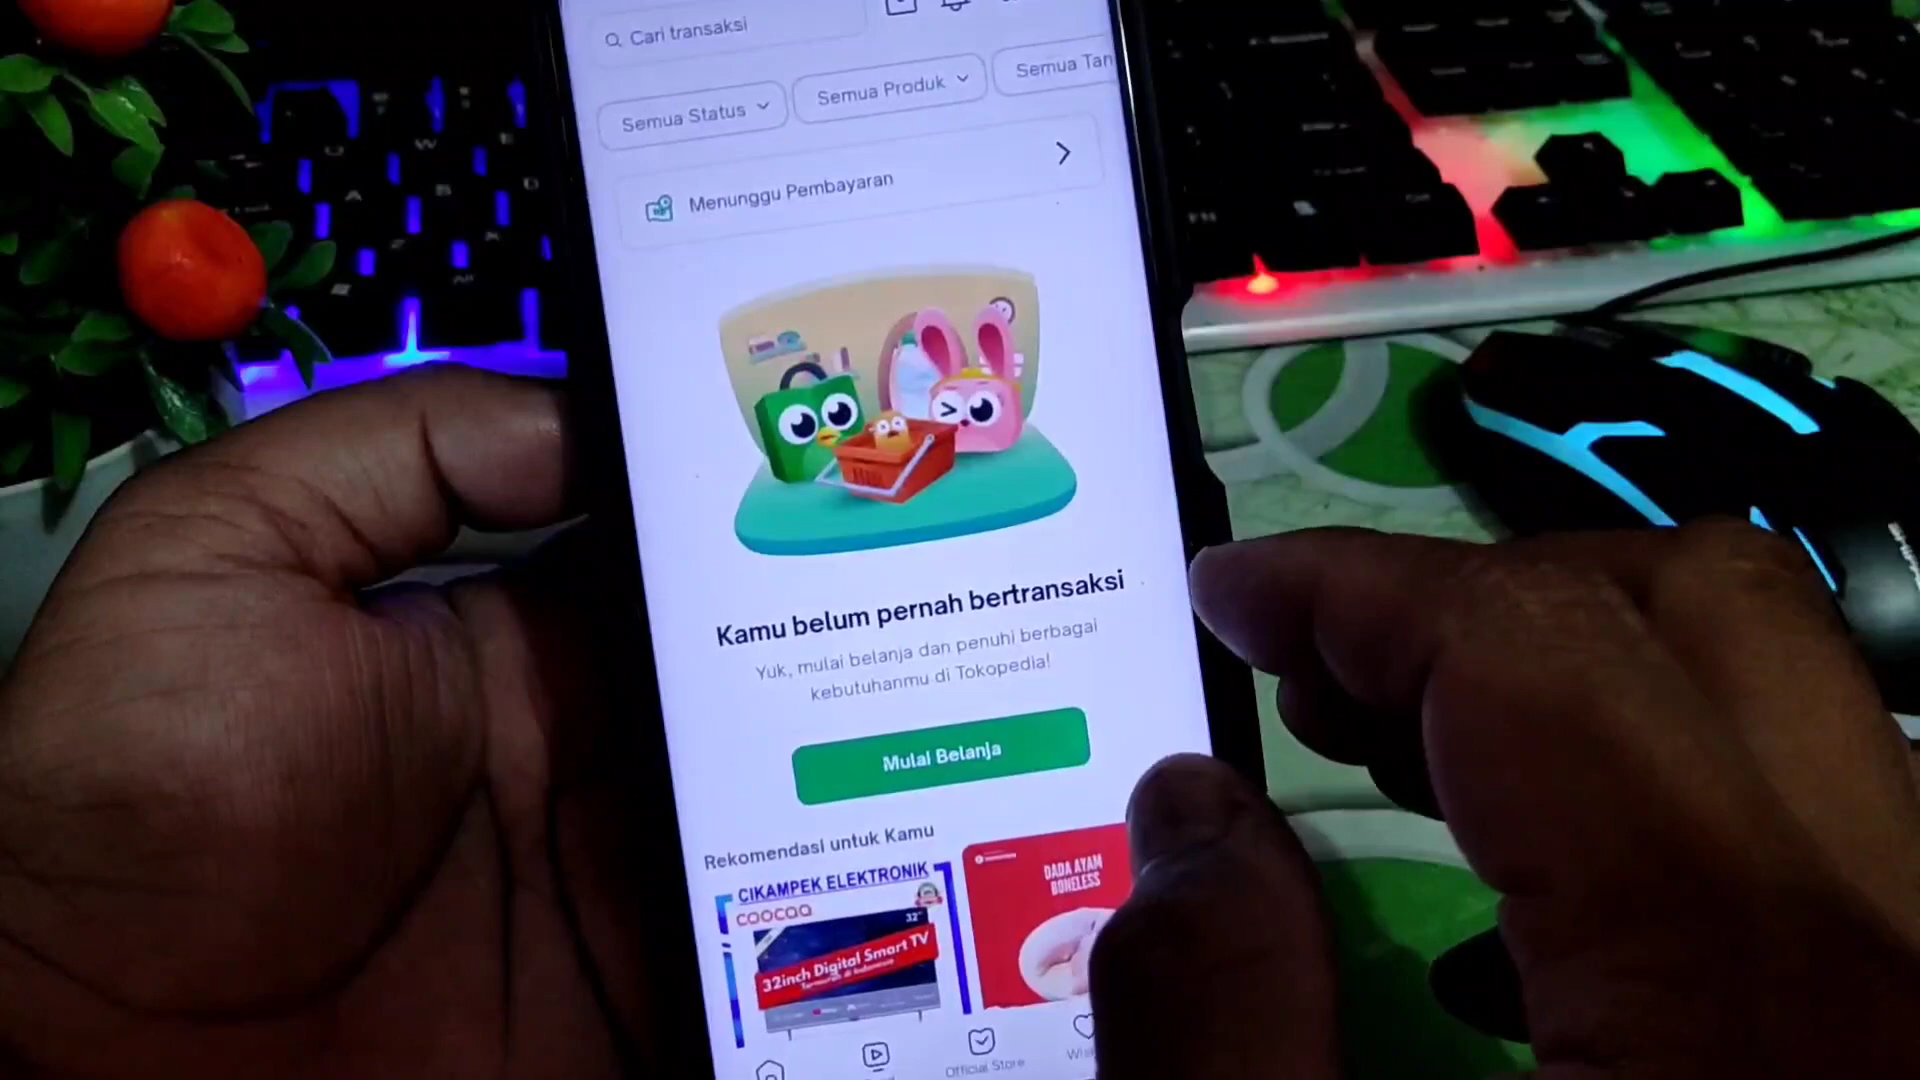 Cari transaksi
Semua Status
Semua Produk
Semua Tan
Menunggu Pembayaran
Kamu belum pernah bertransaksi
Yuk, mulai belanja dan penuhi berbagai
kebutuhanmu di Tokopedia!
Mulai Belanja
Rekomendasi untuk Kamu
CIKAMPEK ELEKTRONIK
coocaa
32"
32inch Digital Smart TV
DADA AYAM
BONELESS
Official Store